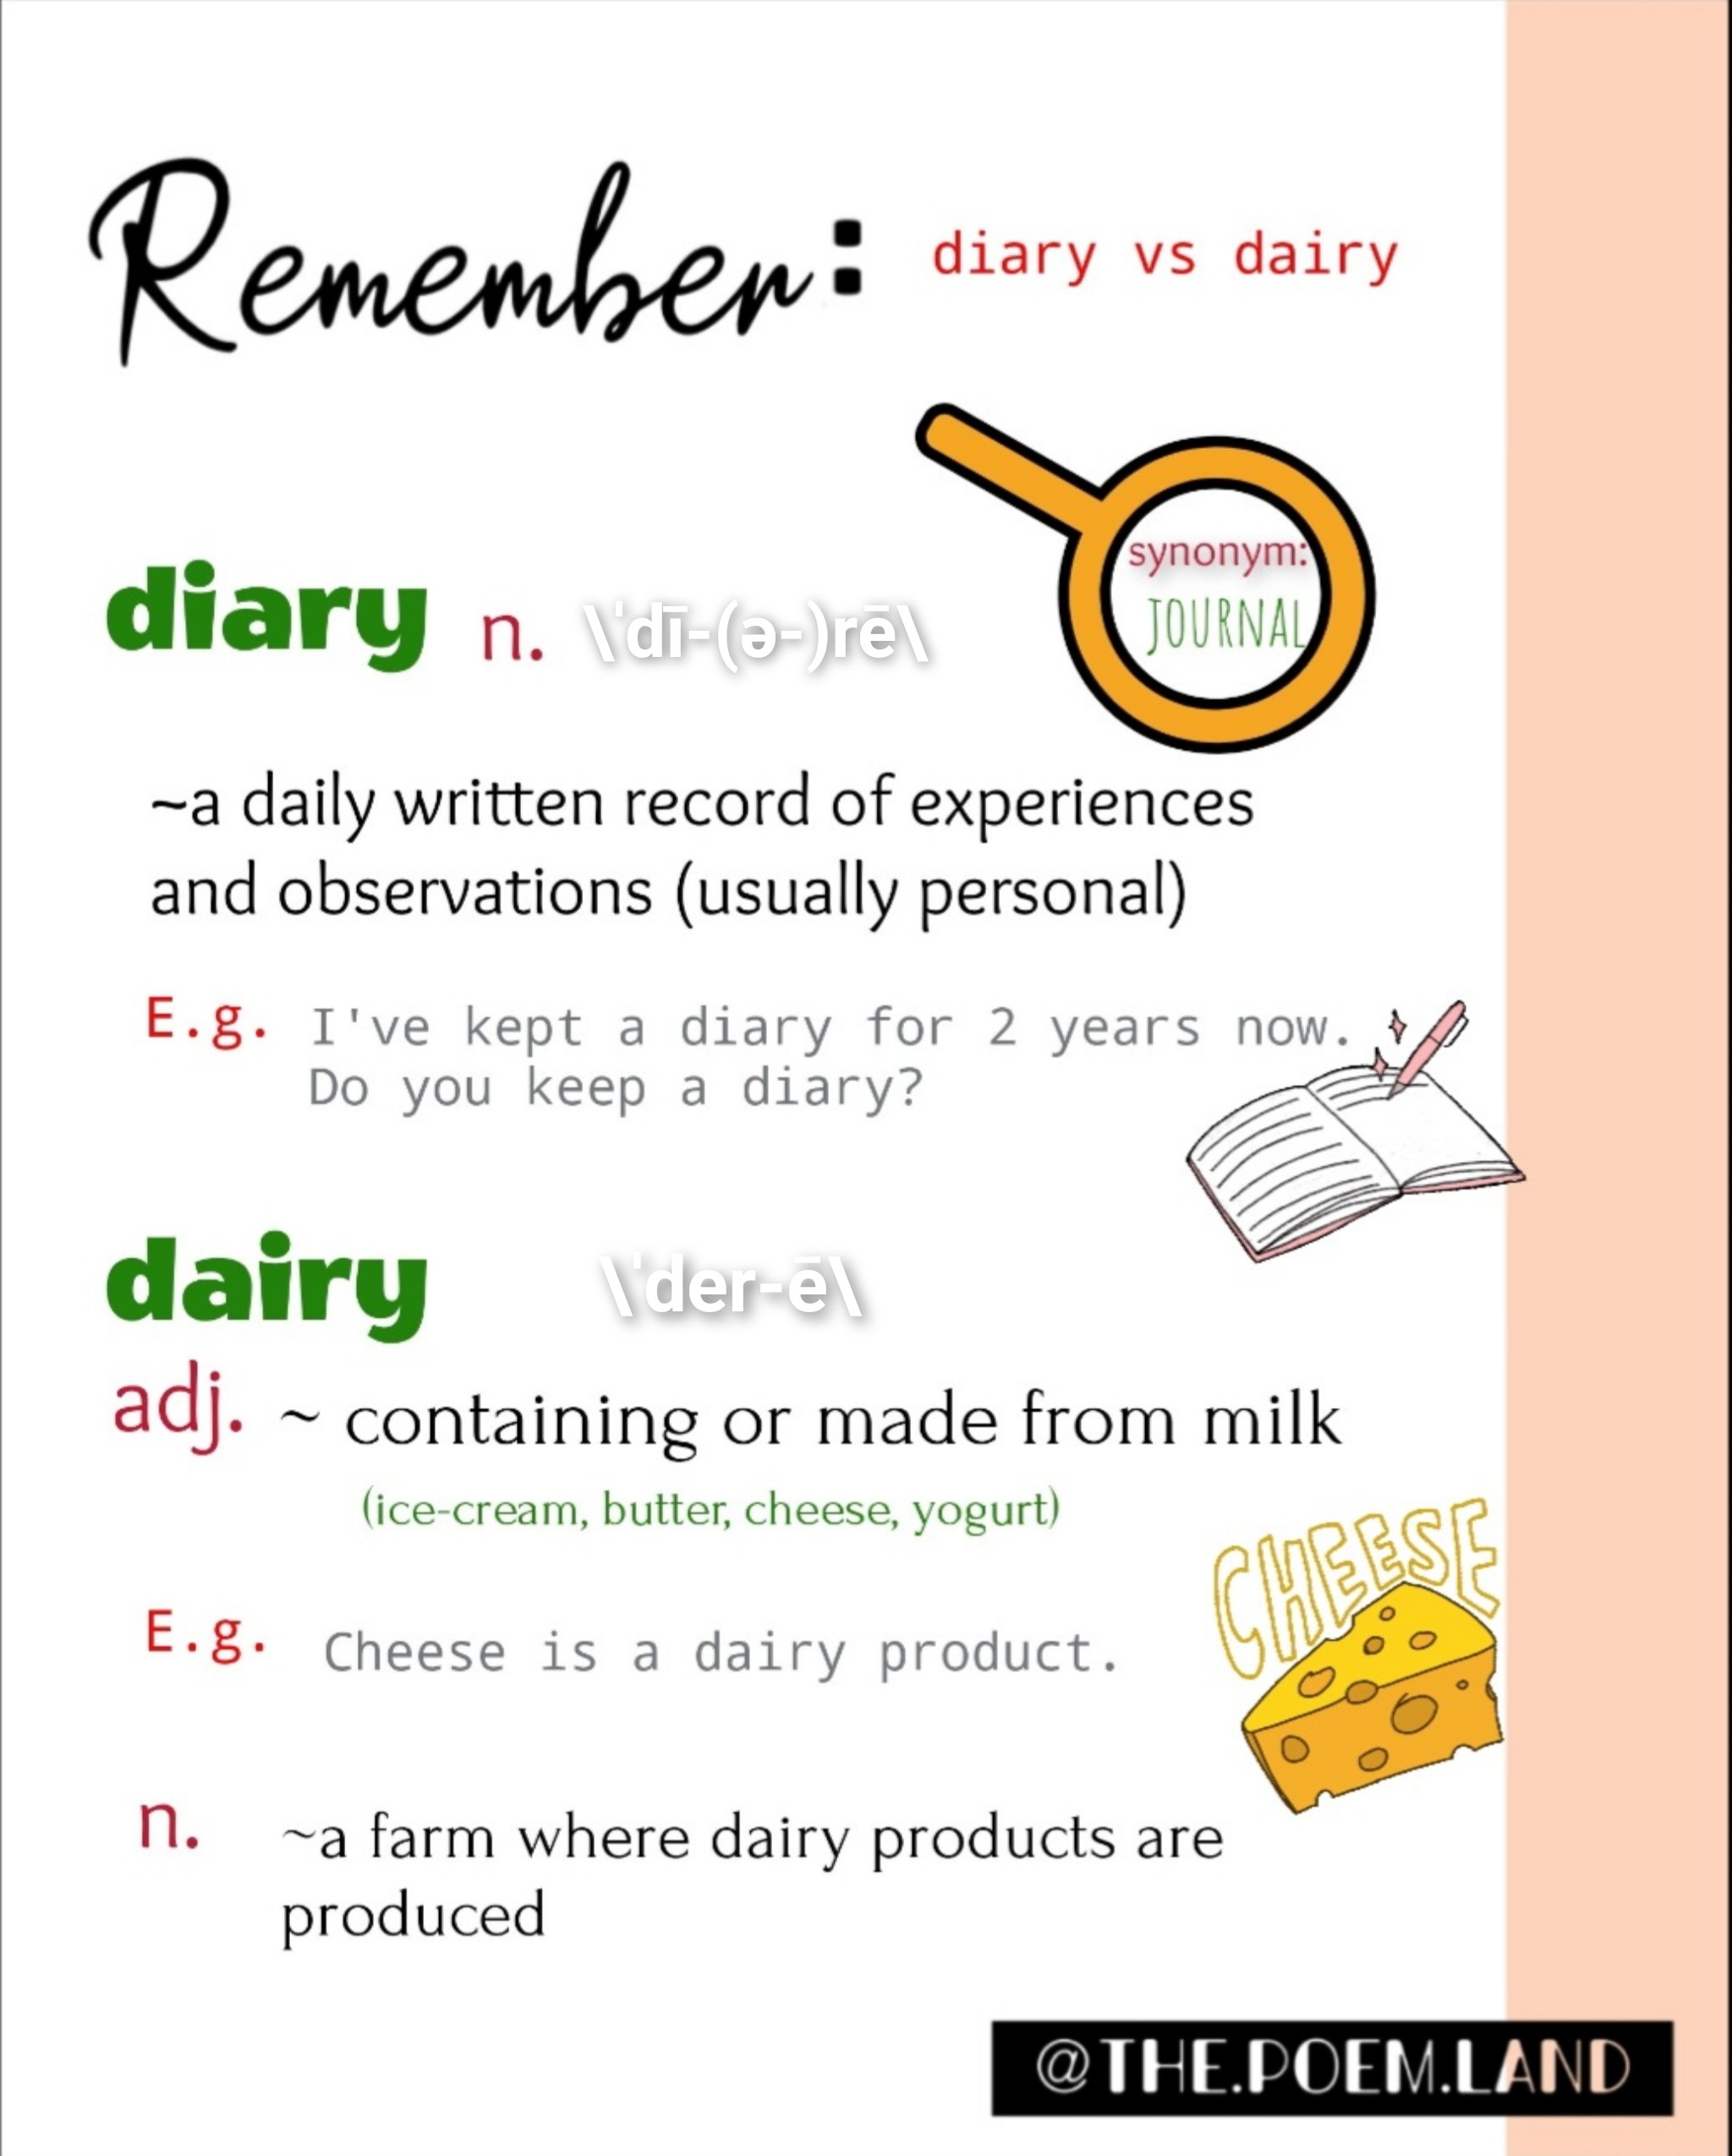 Remember: diary vs dairy
synonym:
JOURNAL
diary n. \ˈdī-(ə-)rē\
~a daily written record of experiences
and observations (usually personal)
E.g. I've kept a diary for 2 years now.
Do you keep a diary?
dairy \ˈder-ē\
adj. ~ containing or made from milk
(ice-cream, butter, cheese, yogurt)
CHEESE
E.g. Cheese is a dairy product.
n. ~a farm where dairy products are
produced
@THE.POEM.LAND